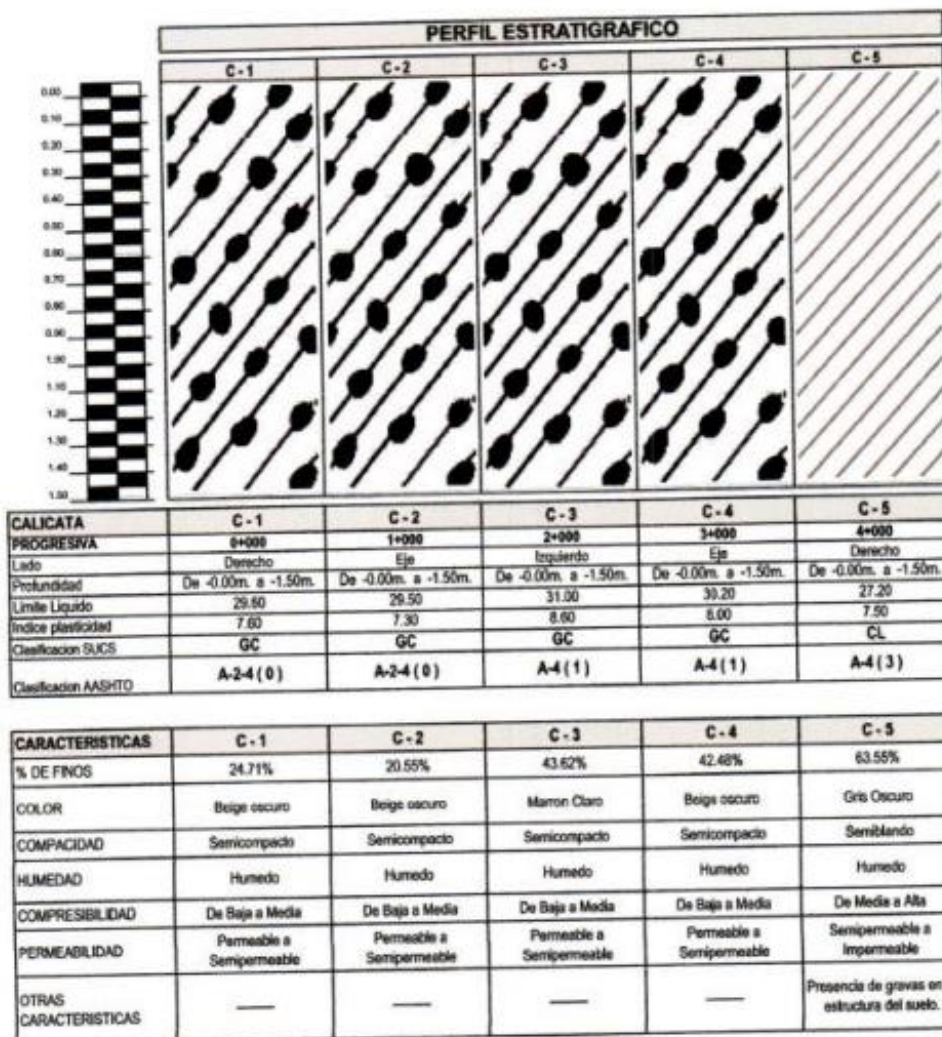 PERFIL ESTRATIGRAFICO
C - 1 C - 2 C - 3 C - 4 C - 5
0.00
0.10
0.20
0.30
0.40
0.50
0.60
0.70
0.80
0.90
1.00
1.10
1.20
1.30
1.40
1.50
CALICATA C - 1 C - 2 C - 3 C - 4 C - 5
PROGRESIVA 0+000 1+000 2+000 3+000 4+000
Lado Derecho Eje Izquierdo Eje Derecho
Profundidad De -0.00m. a -1.50m. De -0.00m. a -1.50m. De -0.00m. a -1.50m. De -0.00m. a -1.50m. De -0.00m. a -1.50m.
Limite Liquido 29.60 29.50 31.00 30.20 27.20
Indice plasticidad 7.60 7.30 8.60 8.00 7.50
Clasificacion SUCS GC GC GC GC CL
Clasificacion AASHTO A-2-4 ( 0 ) A-2-4 ( 0 ) A-4 ( 1 ) A-4 ( 1 ) A-4 ( 3 )
CARACTERISTICAS C - 1 C - 2 C - 3 C - 4 C - 5
% DE FINOS 24.71% 20.55% 43.62% 42.48% 63.55%
COLOR Beige oscuro Beige oscuro Marron Claro Beige oscuro Gris Oscuro
COMPACIDAD Semicompacto Semicompacto Semicompacto Semicompacto Semiblando
HUMEDAD Humedo Humedo Humedo Humedo Humedo
COMPRESIBILIDAD De Baja a Media De Baja a Media De Baja a Media De Baja a Media De Media a Alta
PERMEABILIDAD Permeable a Semipermeable Permeable a Semipermeable Permeable a Semipermeable Permeable a Semipermeable Semipermeable a Impermeable
OTRAS CARACTERISTICAS —— —— —— —— Presencia de gravas en estructura del suelo.